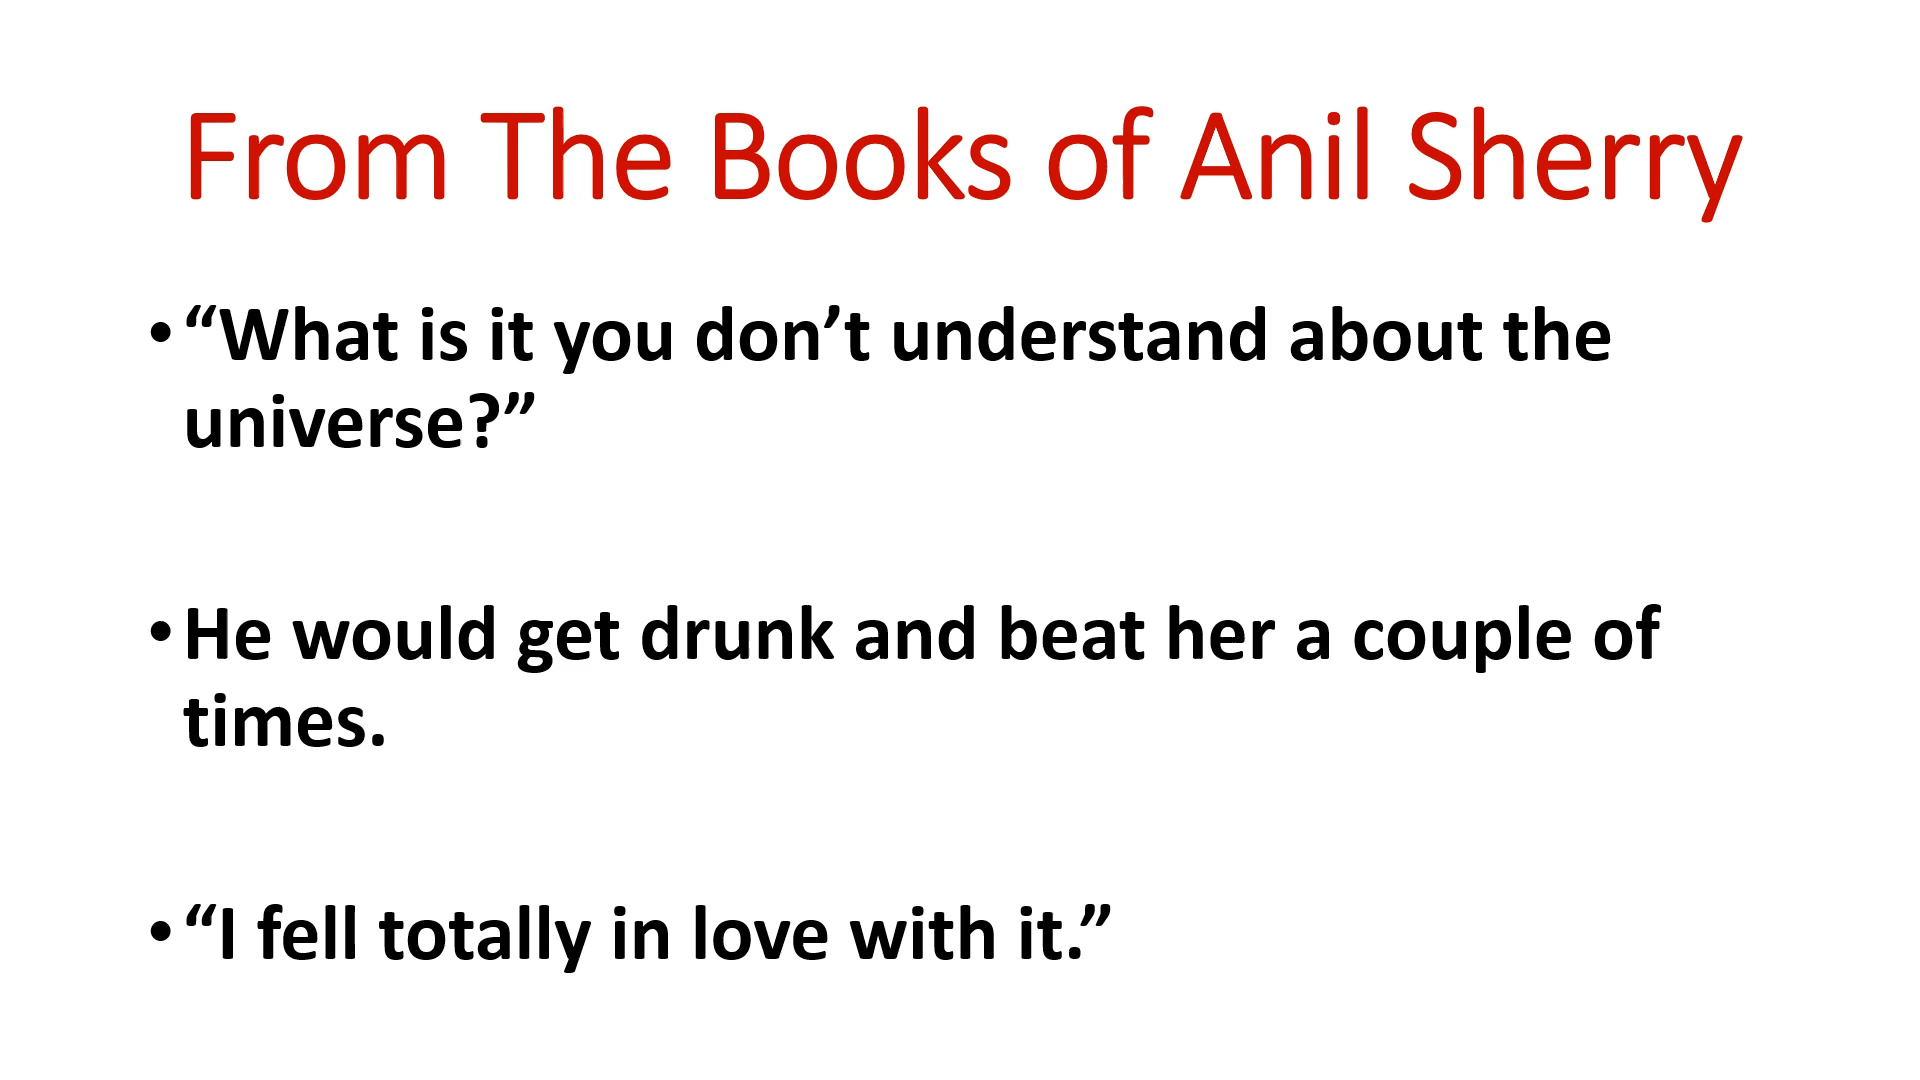 From The Books of Anil Sherry
• “What is it you don’t understand about the
universe?”
• He would get drunk and beat her a couple of
times.
• “I fell totally in love with it.”